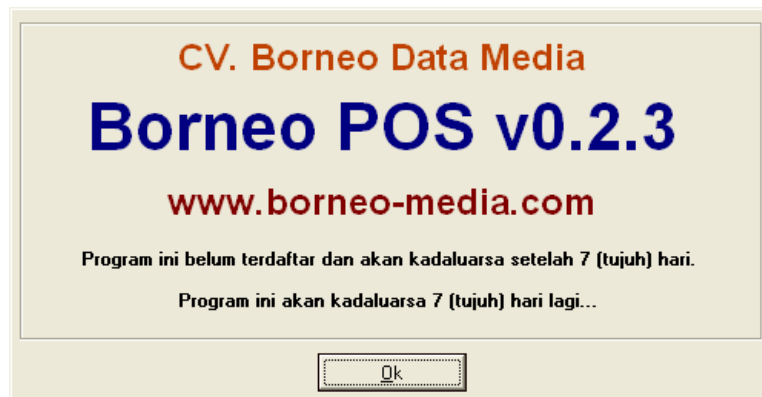 CV. Borneo Data Media
Borneo POS v0.2.3
www.borneo-media.com
Program ini belum terdaftar dan akan kadaluarsa setelah 7 (tujuh) hari.
Program ini akan kadaluarsa 7 (tujuh) hari lagi...
Ok